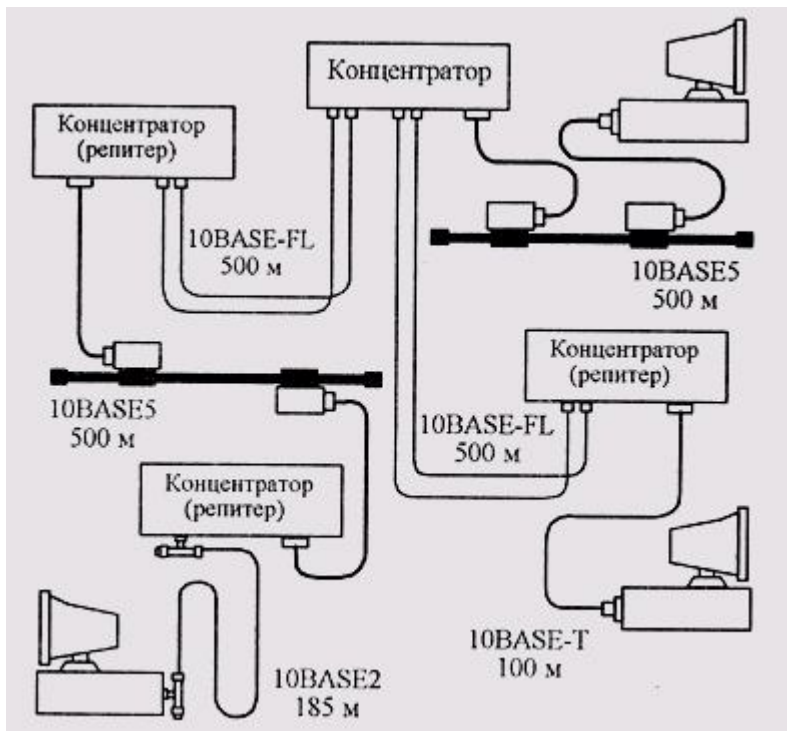 Концентратор
Концентратор
(репитер)
10BASE-FL
500 м
10BASE5
500 м
Концентратор
(репитер)
10BASE5
500 м
10BASE-FL
500 м
Концентратор
(репитер)
10BASE-T
100 м
10BASE2
185 м